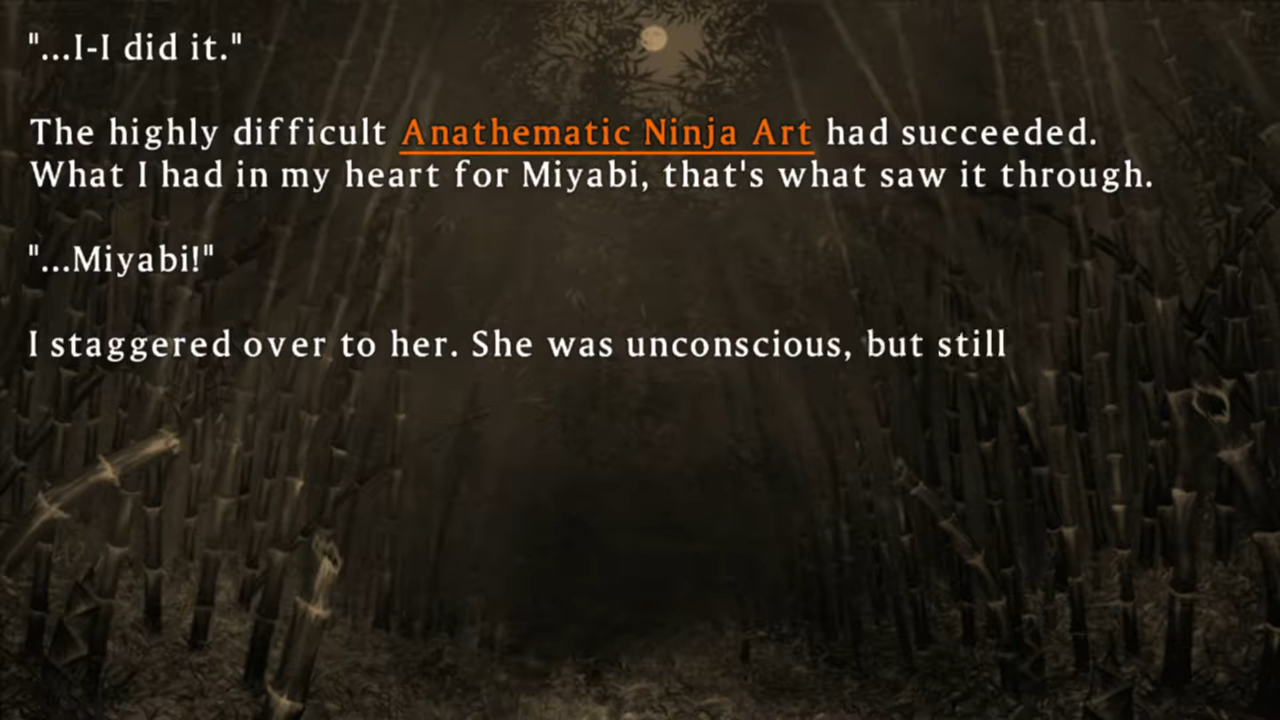 "...I-I did it."
The highly difficult Anathematic Ninja Art had succeeded.
What I had in my heart for Miyabi, that's what saw it through.
"...Miyabi!"
I staggered over to her. She was unconscious, but still